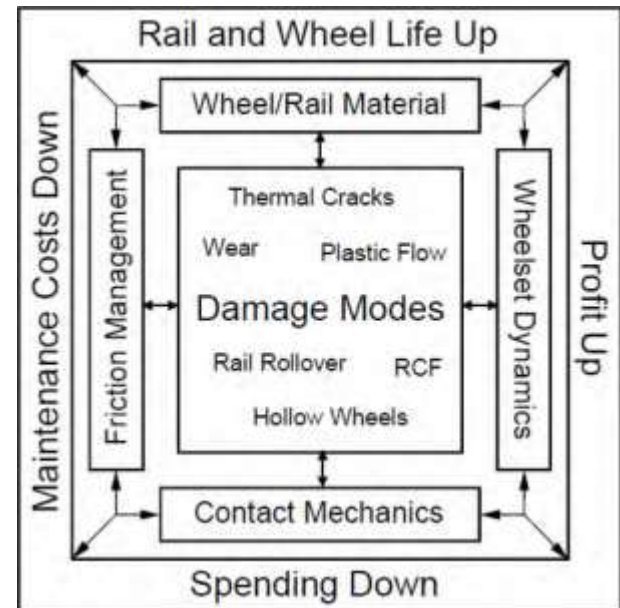 Rail and Wheel Life Up
Wheel/Rail Material
Maintenance Costs Down
Friction Management
Thermal Cracks
Wear
Plastic Flow
Damage Modes
Rail Rollover
RCF
Hollow Wheels
Wheelset Dynamics
Profit Up
Contact Mechanics
Spending Down